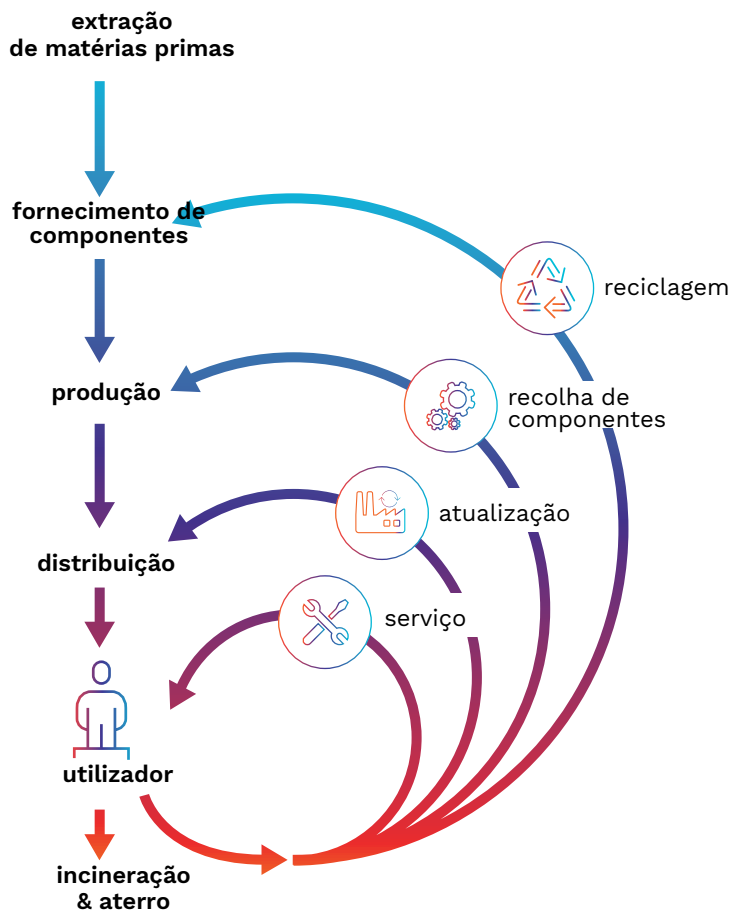 extração
de matérias primas
fornecimento de
componentes
reciclagem
produção
recolha de
componentes
atualização
distribuição
serviço
utilizador
incineração
& aterro